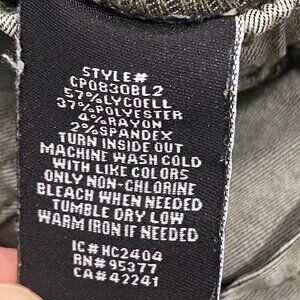 STYLE#
CP0830BL2
57%LYCOELL
37%POLYESTER
4%RAYON
2%SPANDEX
TURN INSIDE OUT
MACHINE WASH COLD
WITH LIKE COLORS
ONLY NON-CHLORINE
BLEACH WHEN NEEDED
TUMBLE DRY LOW
WARM IRON IF NEEDED
IC#HC2404
RN#95377
CA#42241